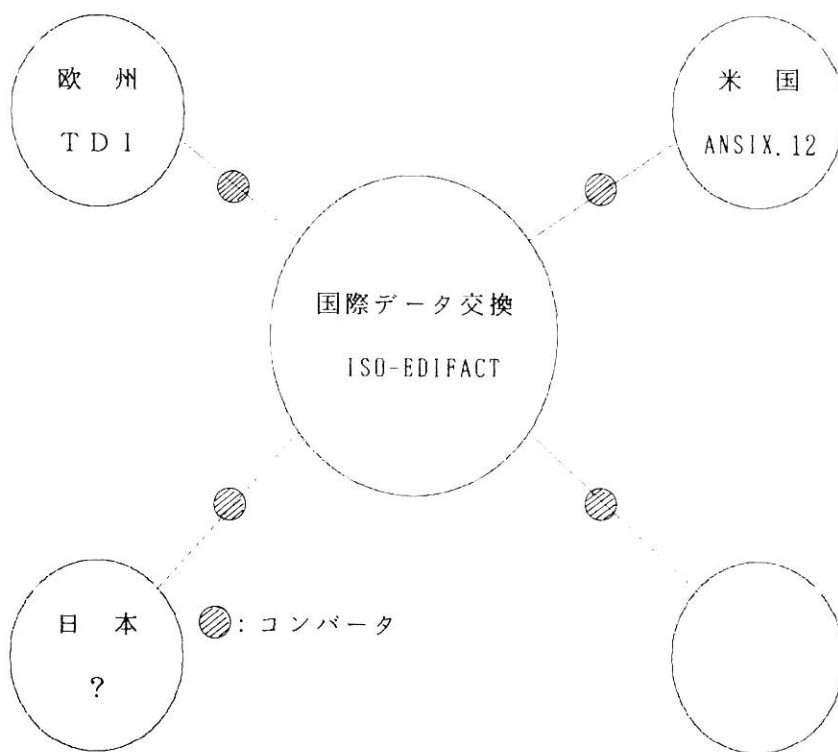 欧 州
TDI
米 国
ANSIX.12
国際データ交換
ISO-EDIFACT
日 本
?
:コンバータ